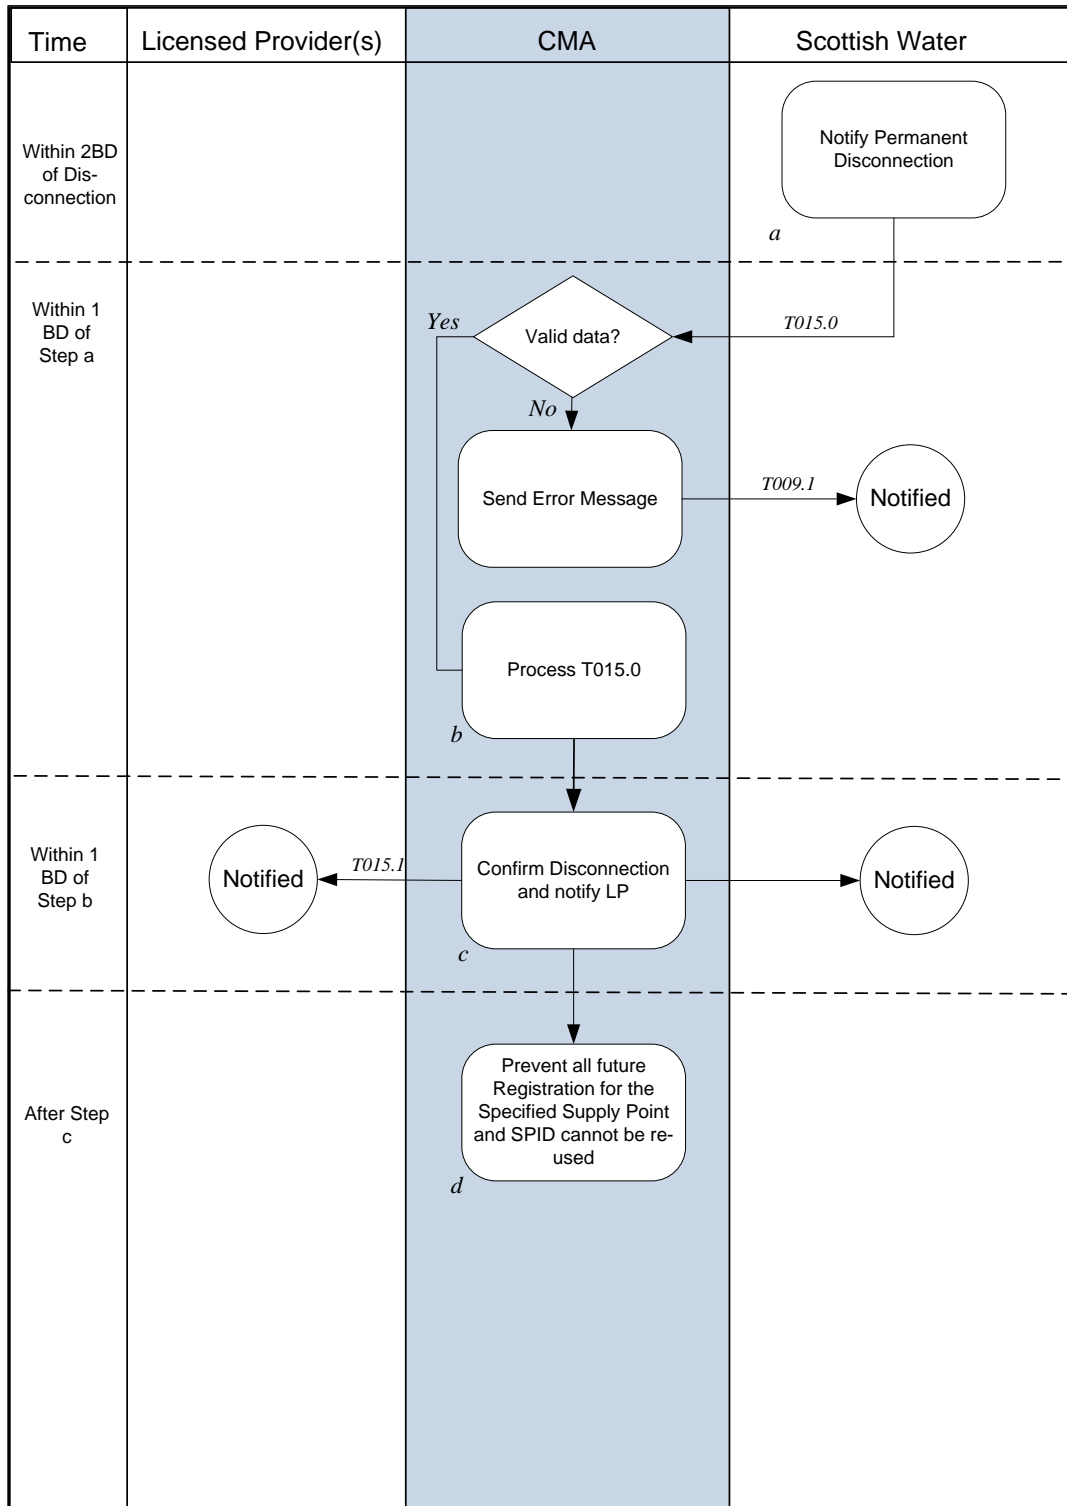 Time
Licensed Provider(s)
CMA
Scottish Water
Within 2BD
of Dis-
connection
Notify Permanent
Disconnection
a
Within 1
BD of
Step a
Yes
Valid data?
T015.0
No
Send Error Message
T009.1
Notified
Process T015.0
b
Within 1
BD of
Step b
Notified
T015.1
Confirm Disconnection
and notify LP
Notified
c
After Step
c
Prevent all future
Registration for the
Specified Supply Point
and SPID cannot be re-
used
d